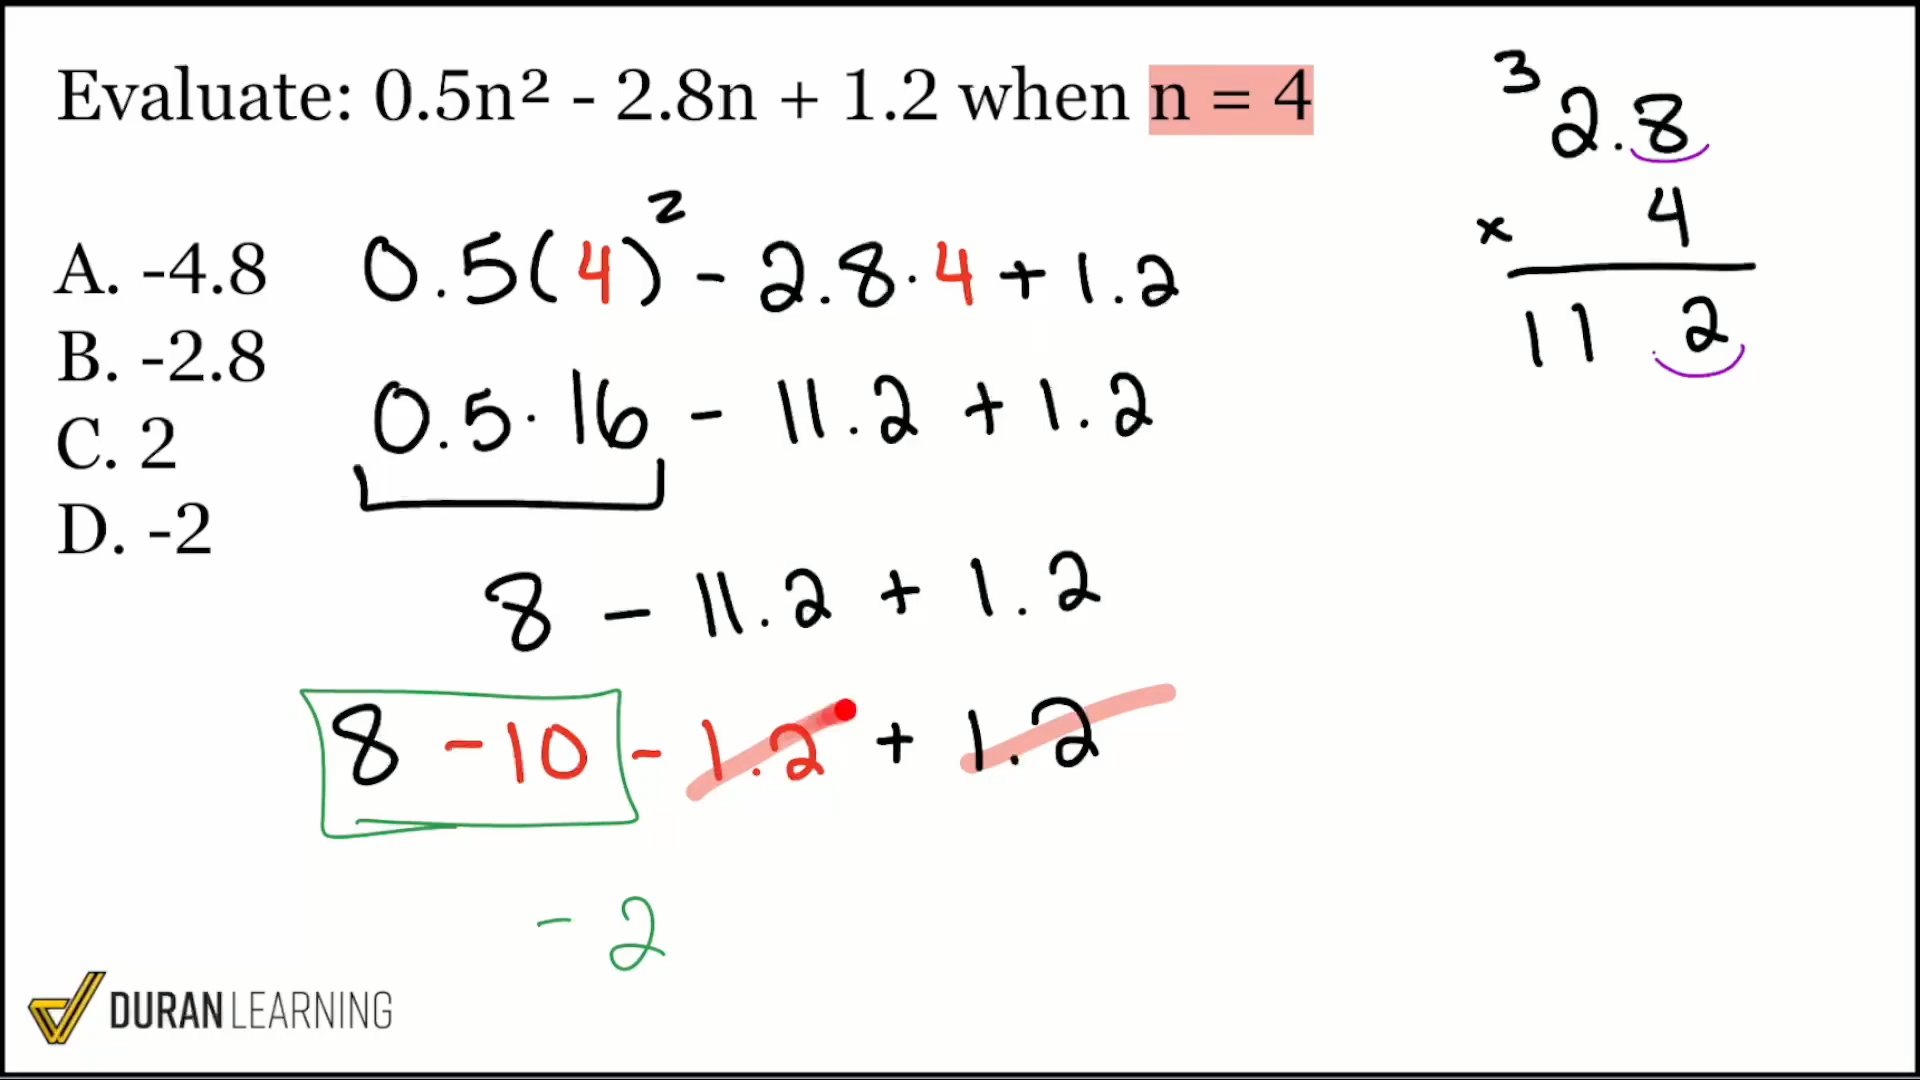 Evaluate: 0.5n² - 2.8n + 1.2 when n = 4
A. -4.8
B. -2.8
C. 2
D. -2
0.5(4)² - 2.8·4 + 1.2
0.5·16 - 11.2 + 1.2
8 - 11.2 + 1.2
8 - 10 - 1.2 + 1.2
- 2
3
2.8
x 4
11 2
DURAN LEARNING